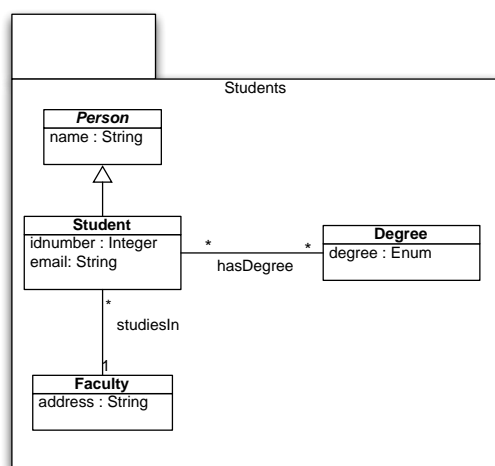 Students
Person
name : String
Student
idnumber : Integer
email: String
*
*
hasDegree
Degree
degree : Enum
*
studiesIn
1
Faculty
address : String